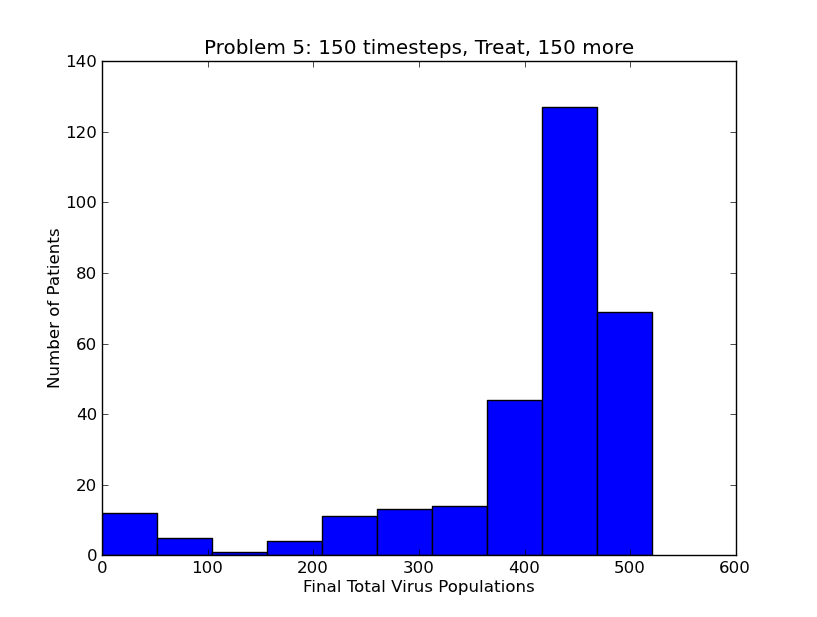 Problem 5: 150 timesteps, Treat, 150 more
140
120
100
80
60
40
20
0
Number of Patients
0 100 200 300 400 500 600
Final Total Virus Populations